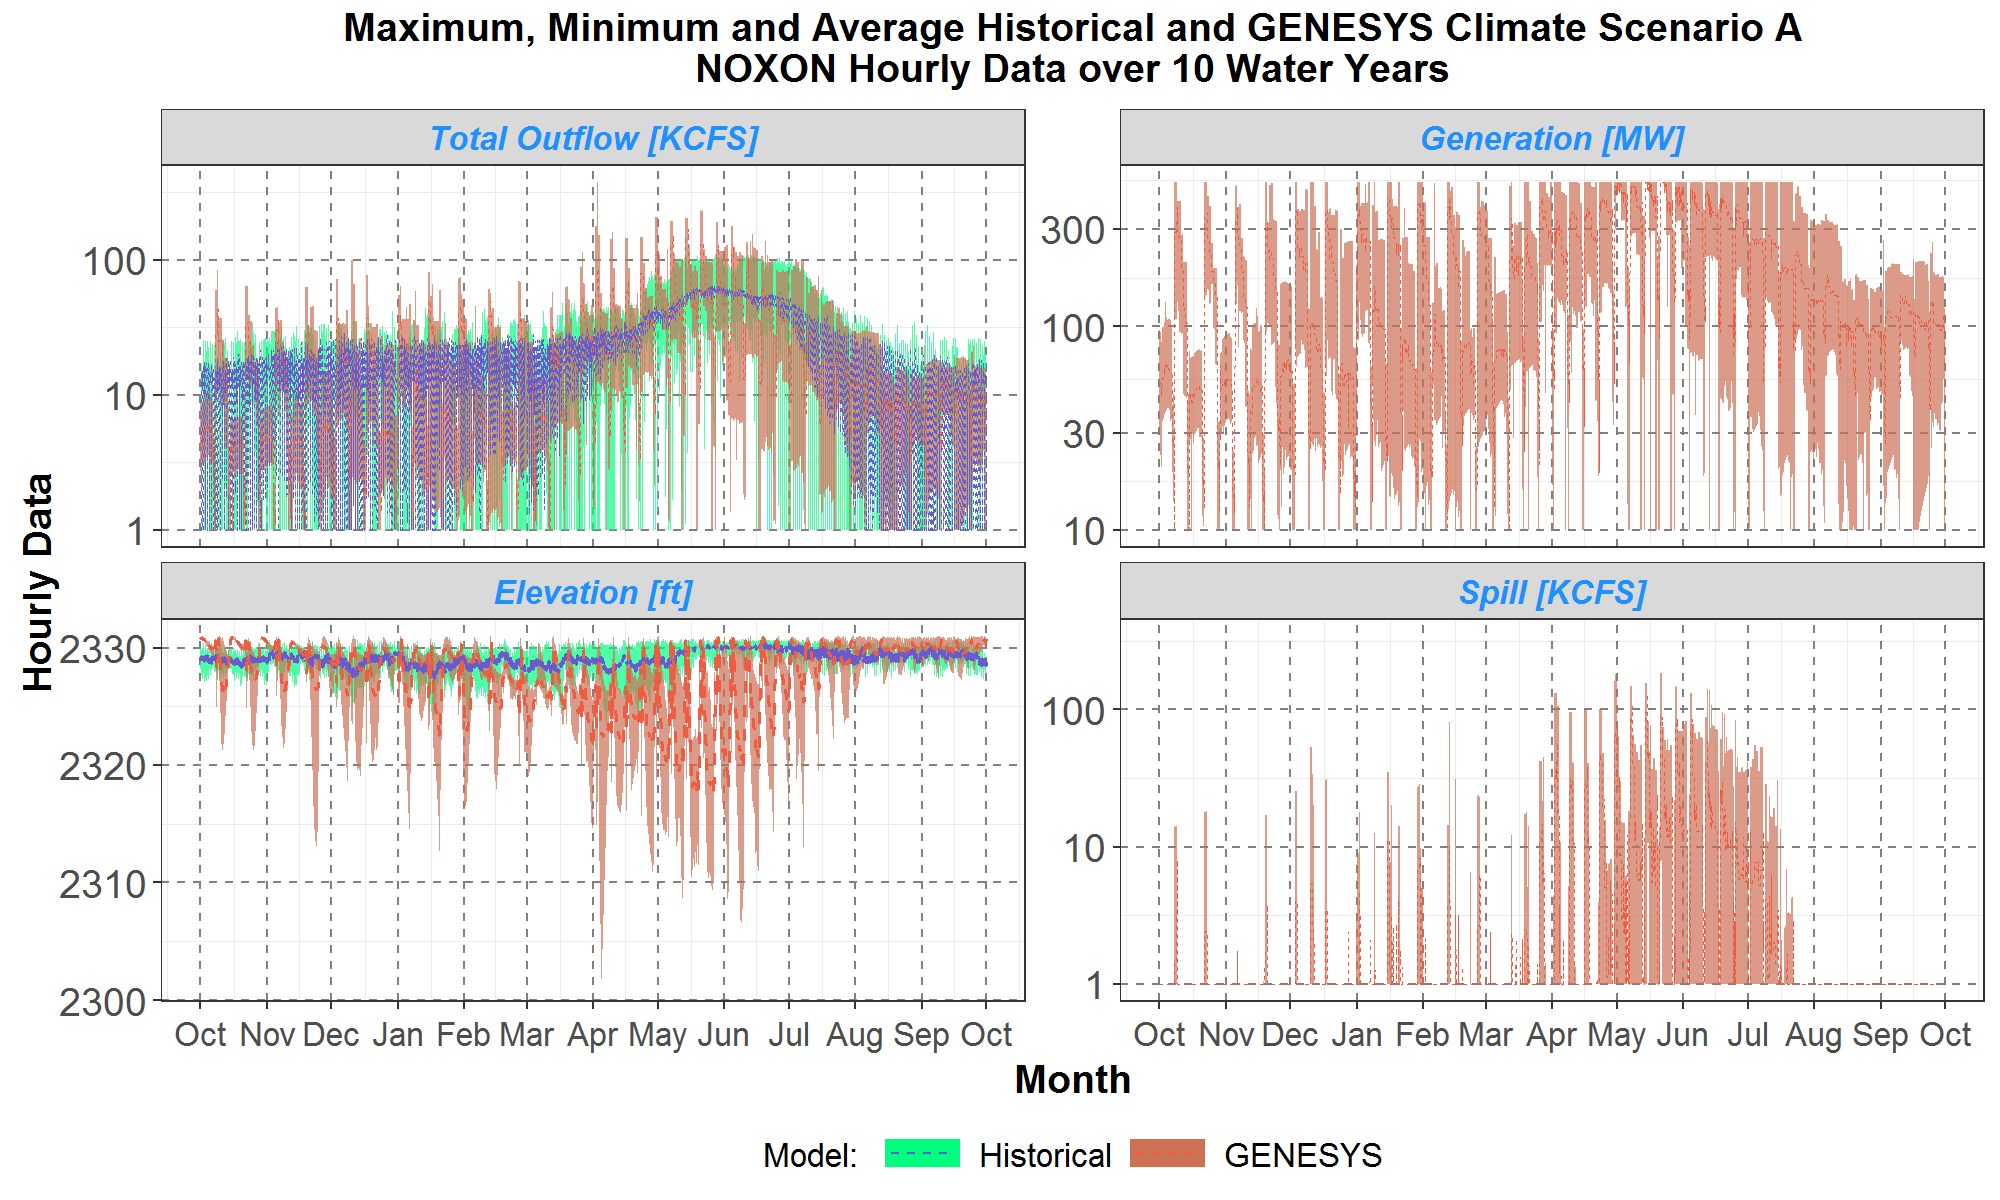 Maximum, Minimum and Average Historical and GENESYS Climate Scenario A
NOXON Hourly Data over 10 Water Years
Total Outflow [KCFS]
Generation [MW]
100
10
1
300
100
30
10
Elevation [ft]
Spill [KCFS]
2330
2320
2310
2300
100
10
1
Hourly Data
Oct Nov Dec Jan Feb Mar Apr May Jun Jul Aug Sep Oct
Oct Nov Dec Jan Feb Mar Apr May Jun Jul Aug Sep Oct
Month
Model: Historical GENESYS